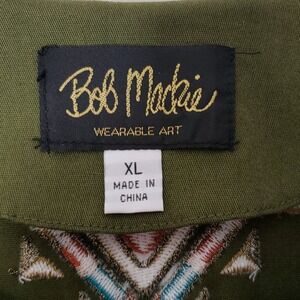 Bob Mackie
WEARABLE ART
XL
MADE IN
CHINA